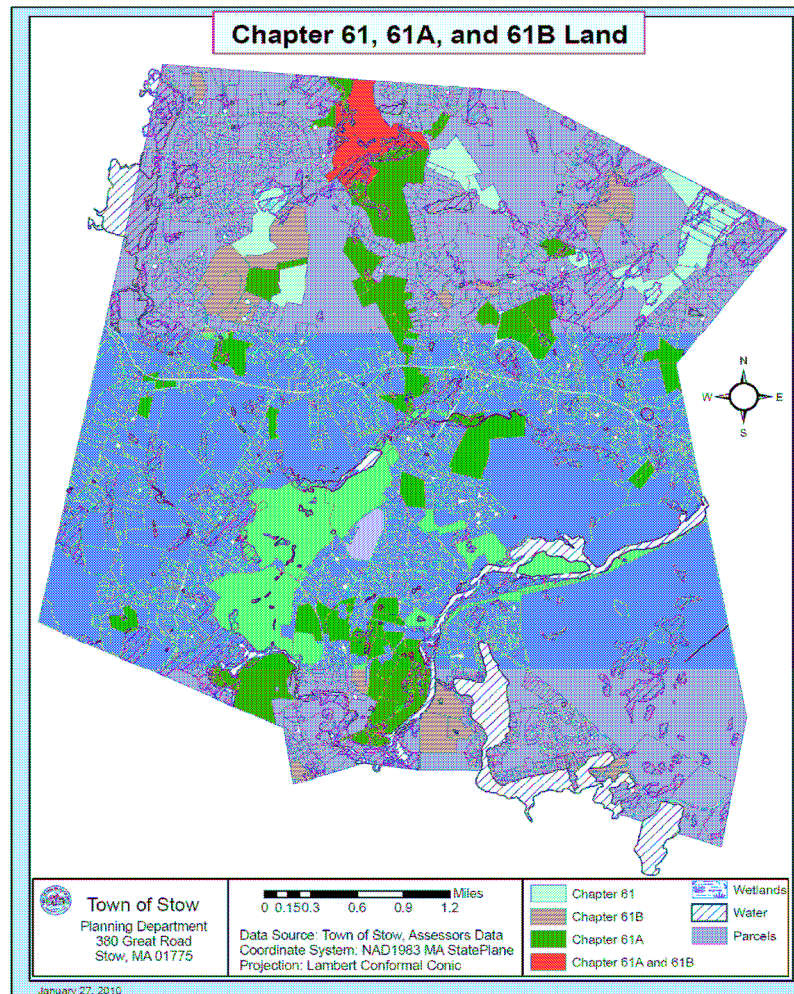 Chapter 61, 61A, and 61B Land
N
W
E
S
Town of Stow
Planning Department
380 Great Road
Stow, MA 01775
Miles
0 0.150.3 0.6 0.9 1.2
Data Source: Town of Stow, Assessors Data
Coordinate System: NAD1983 MA StatePlane
Projection: Lambert Conformal Conic
Chapter 61
Chapter 61B
Chapter 61A
Chapter 61A and 61B
Wetlands
Water
Parcels
January 27, 2010